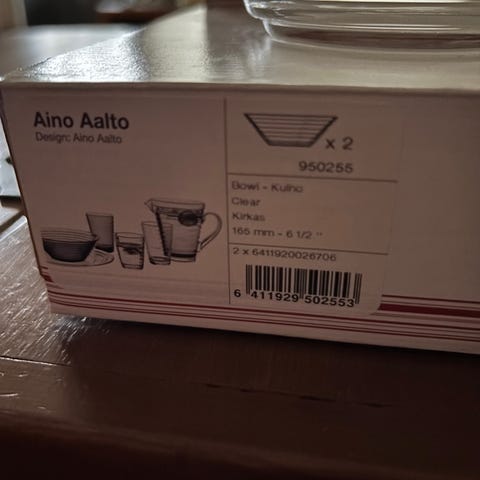 Aino Aalto
Design: Aino Aalto
x 2
950255
Bowl - Kulho
Clear
Kirkas
165 mm - 6 1/2 "
2 x 6411920026706
6 411929 502553